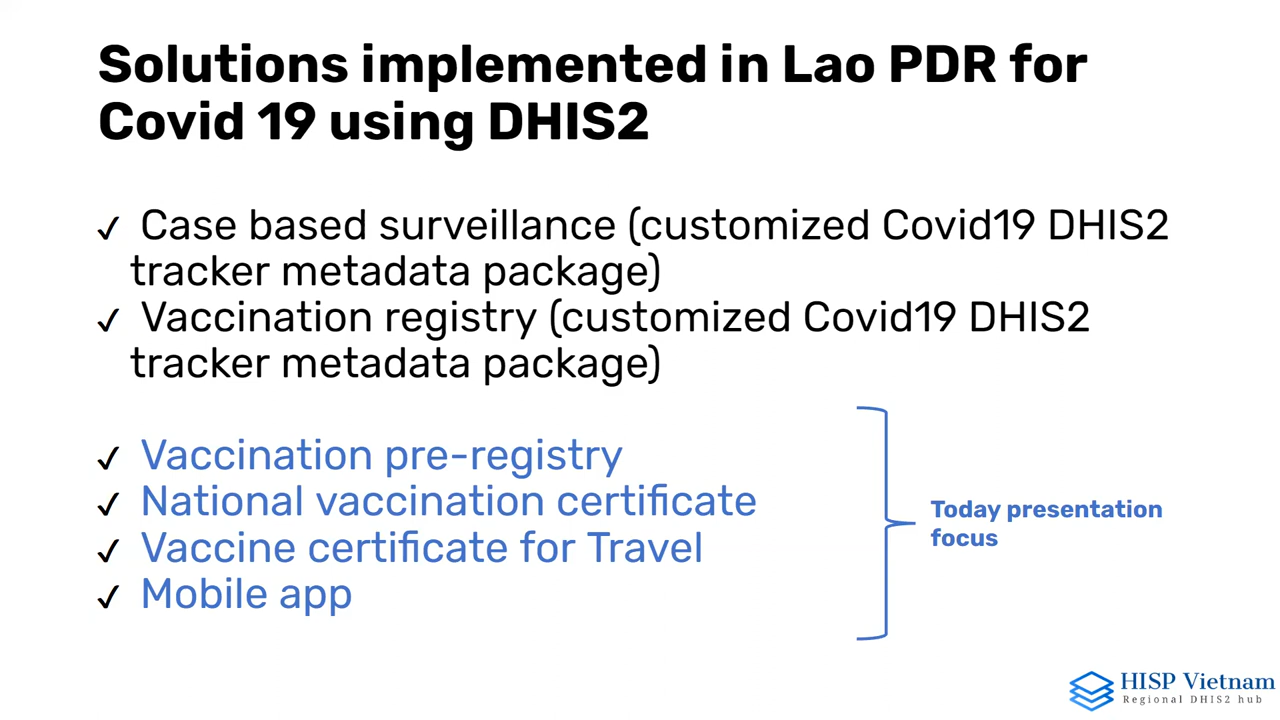 Solutions implemented in Lao PDR for
Covid 19 using DHIS2
✓ Case based surveillance (customized Covid19 DHIS2
tracker metadata package)
✓ Vaccination registry (customized Covid19 DHIS2
tracker metadata package)
✓ Vaccination pre-registry
✓ National vaccination certificate
✓ Vaccine certificate for Travel
✓ Mobile app
Today presentation
focus
HISP Vietnam
Regional DHIS2 hub